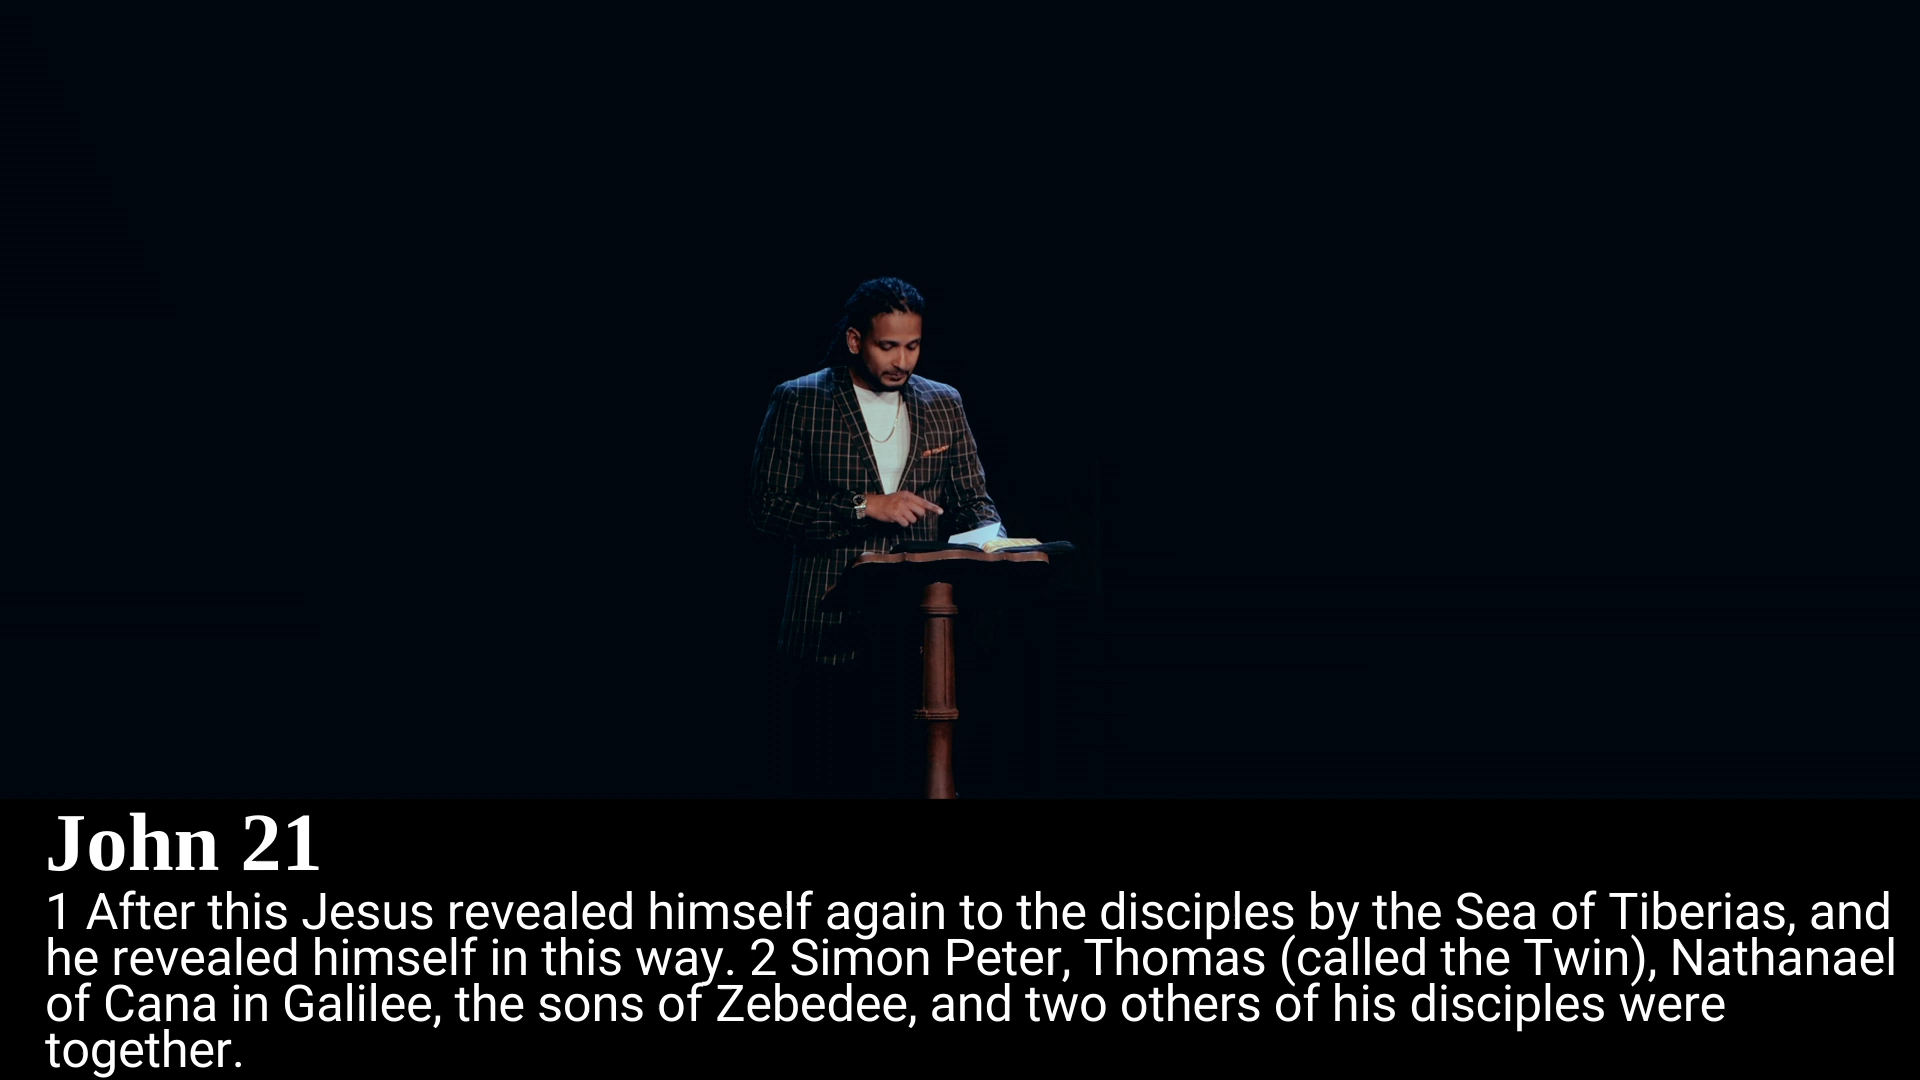 John 21
1 After this Jesus revealed himself again to the disciples by the Sea of Tiberias, and
he revealed himself in this way. 2 Simon Peter, Thomas (called the Twin), Nathanael
of Cana in Galilee, the sons of Zebedee, and two others of his disciples were
together.